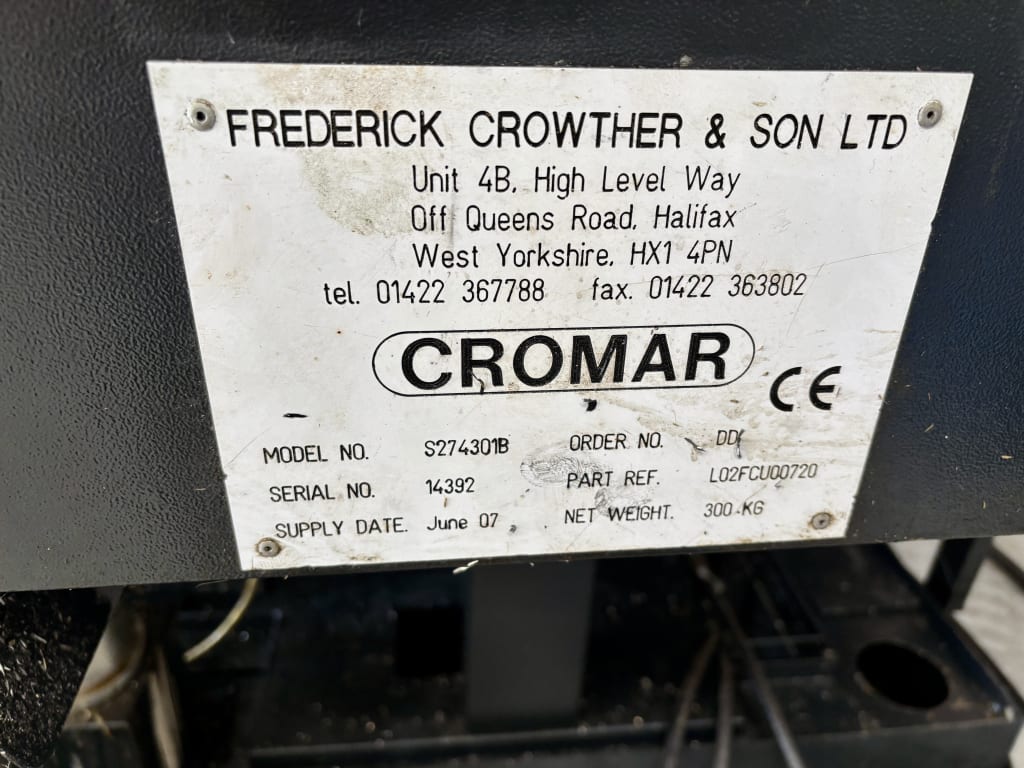 FREDERICK CROWTHER & SON LTD
Unit 4B, High Level Way
Off Queens Road, Halifax
West Yorkshire, HX1 4PN
tel. 01422 367788 fax. 01422 363802
CROMAR
CE
MODEL NO. S274301B ORDER NO. DD
SERIAL NO. 14392 PART REF. L02FCU00720
SUPPLY DATE. June 07 NET WEIGHT. 300 KG